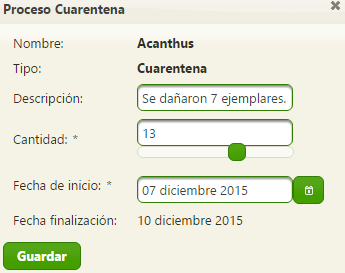 Proceso Cuarentena
Nombre: Acanthus
Tipo: Cuarentena
Descripción: Se dañaron 7 ejemplares.
Cantidad: * 13
Fecha de inicio: * 07 diciembre 2015
Fecha finalización: 10 diciembre 2015
Guardar